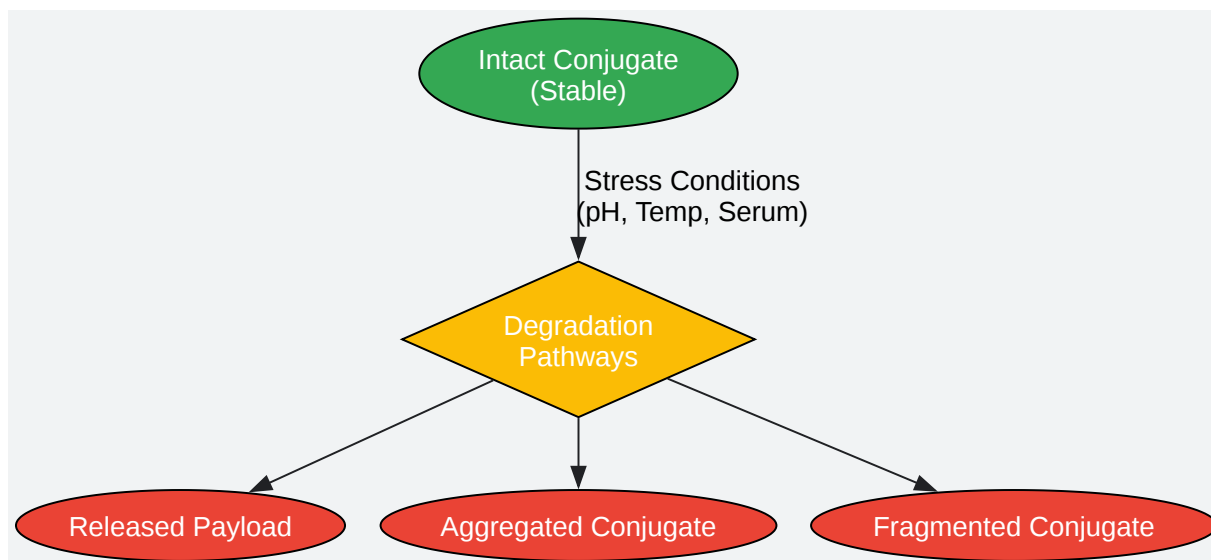 Intact Conjugate
(Stable)
Stress Conditions
(pH, Temp, Serum)
Degradation
Pathways
Released Payload
Aggregated Conjugate
Fragmented Conjugate